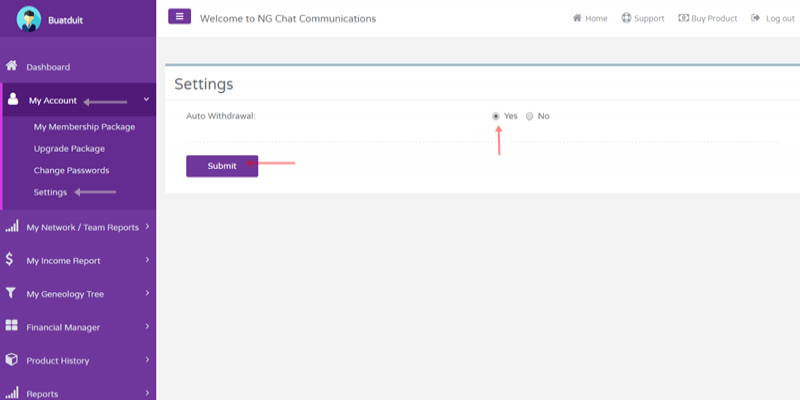 Buatduit
Welcome to NG Chat Communications
Home
Support
Buy Product
Log out
Dashboard
My Account
My Membership Package
Upgrade Package
Change Passwords
Settings
My Network / Team Reports
My Income Report
My Geneology Tree
Financial Manager
Product History
Reports
Settings
Auto Withdrawal:
Yes
No
Submit